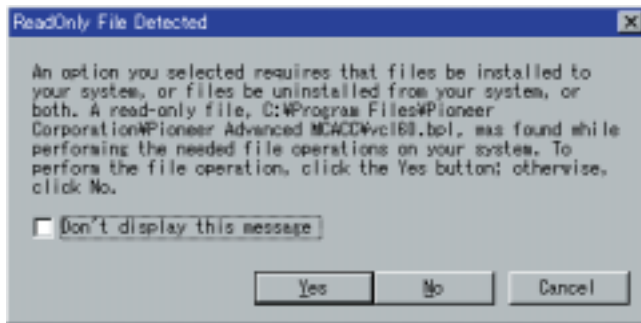 ReadOnly File Detected
An option you selected requires that files be installed to
your system, or files be uninstalled from your system, or
both. A read-only file, C:¥Program Files¥Pioneer
Corporation¥Pioneer Advanced MCACC¥vcl60.bpl, was found while
performing the needed file operations on your system. To
perform the file operation, click the Yes button; otherwise,
click No.
Don't display this message
Yes
No
Cancel